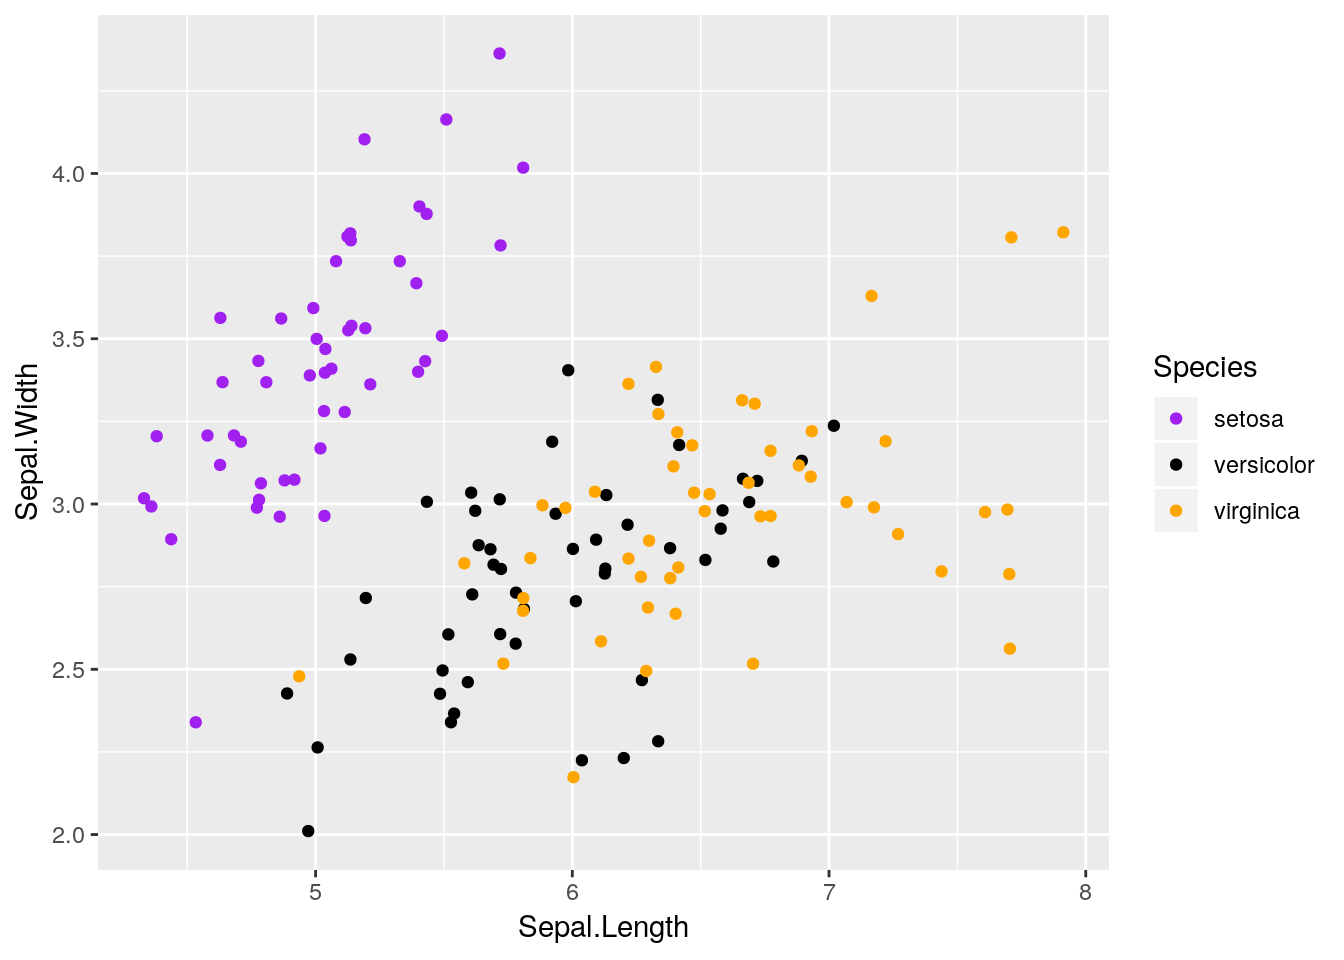 Sepal.Width
4.0
3.5
3.0
2.5
2.0
5 6 7 8
Sepal.Length
Species
setosa
versicolor
virginica